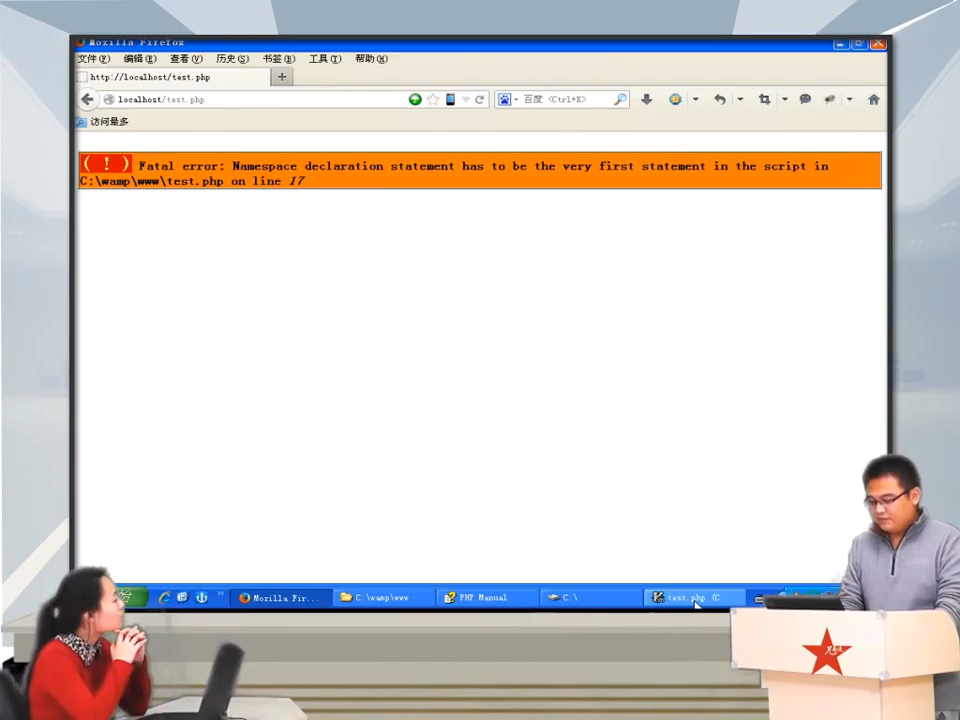 Mozilla Firefox
文件(F) 编辑(E) 查看(V) 历史(S) 书签(B) 工具(T) 帮助(H)
http://localhost/test.php +
localhost/test.php 百度 <Ctrl+K>
访问最多
( ! ) Fatal error: Namespace declaration statement has to be the very first statement in the script in
C:\wamp\www\test.php on line 17
Mozilla Fir... C:\wamp\www PHP Manual C:\ test.php (C